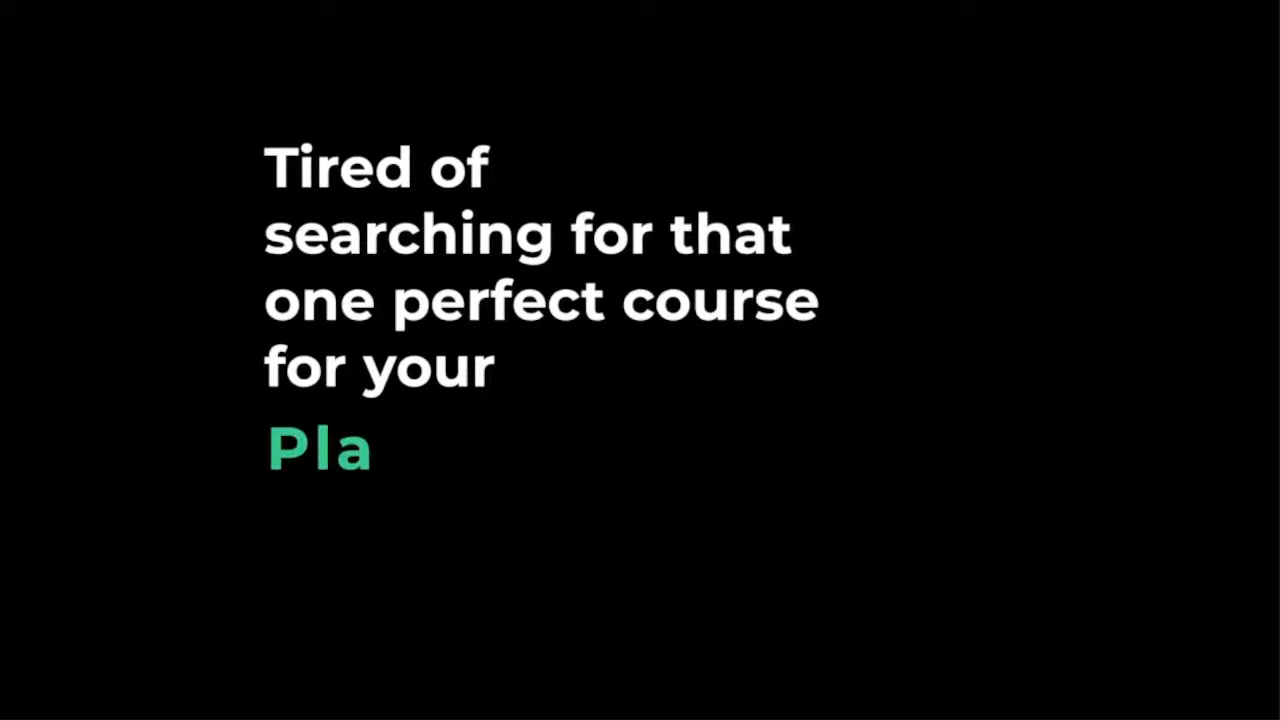 Tired of
searching for that
one perfect course
for your
Pla